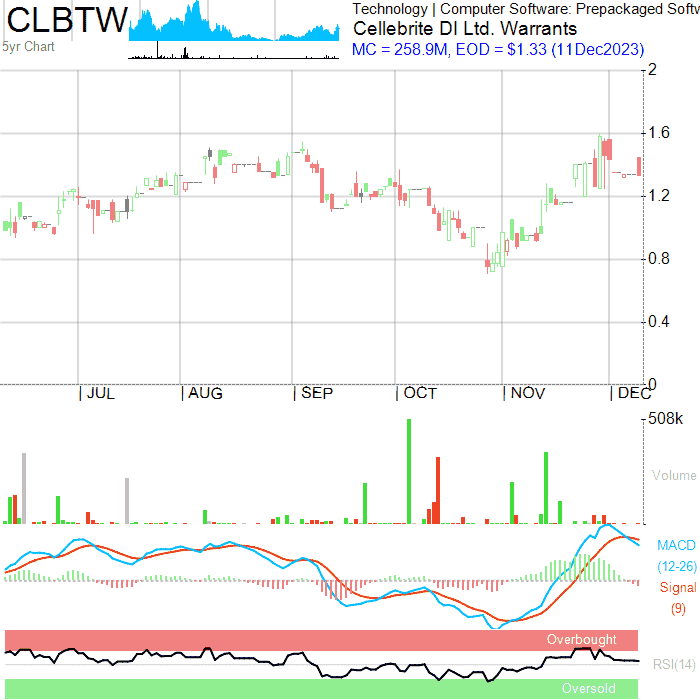 CLBTW
5yr Chart
Technology | Computer Software: Prepackaged Softw
Cellebrite DI Ltd. Warrants
MC = 258.9M, EOD = $1.33 (11Dec2023)
2
1.6
1.2
0.8
0.4
0
| JUL | AUG | SEP | OCT | NOV | DEC
508k
Volume
MACD
(12-26)
Signal
(9)
Overbought
RSI(14)
Oversold